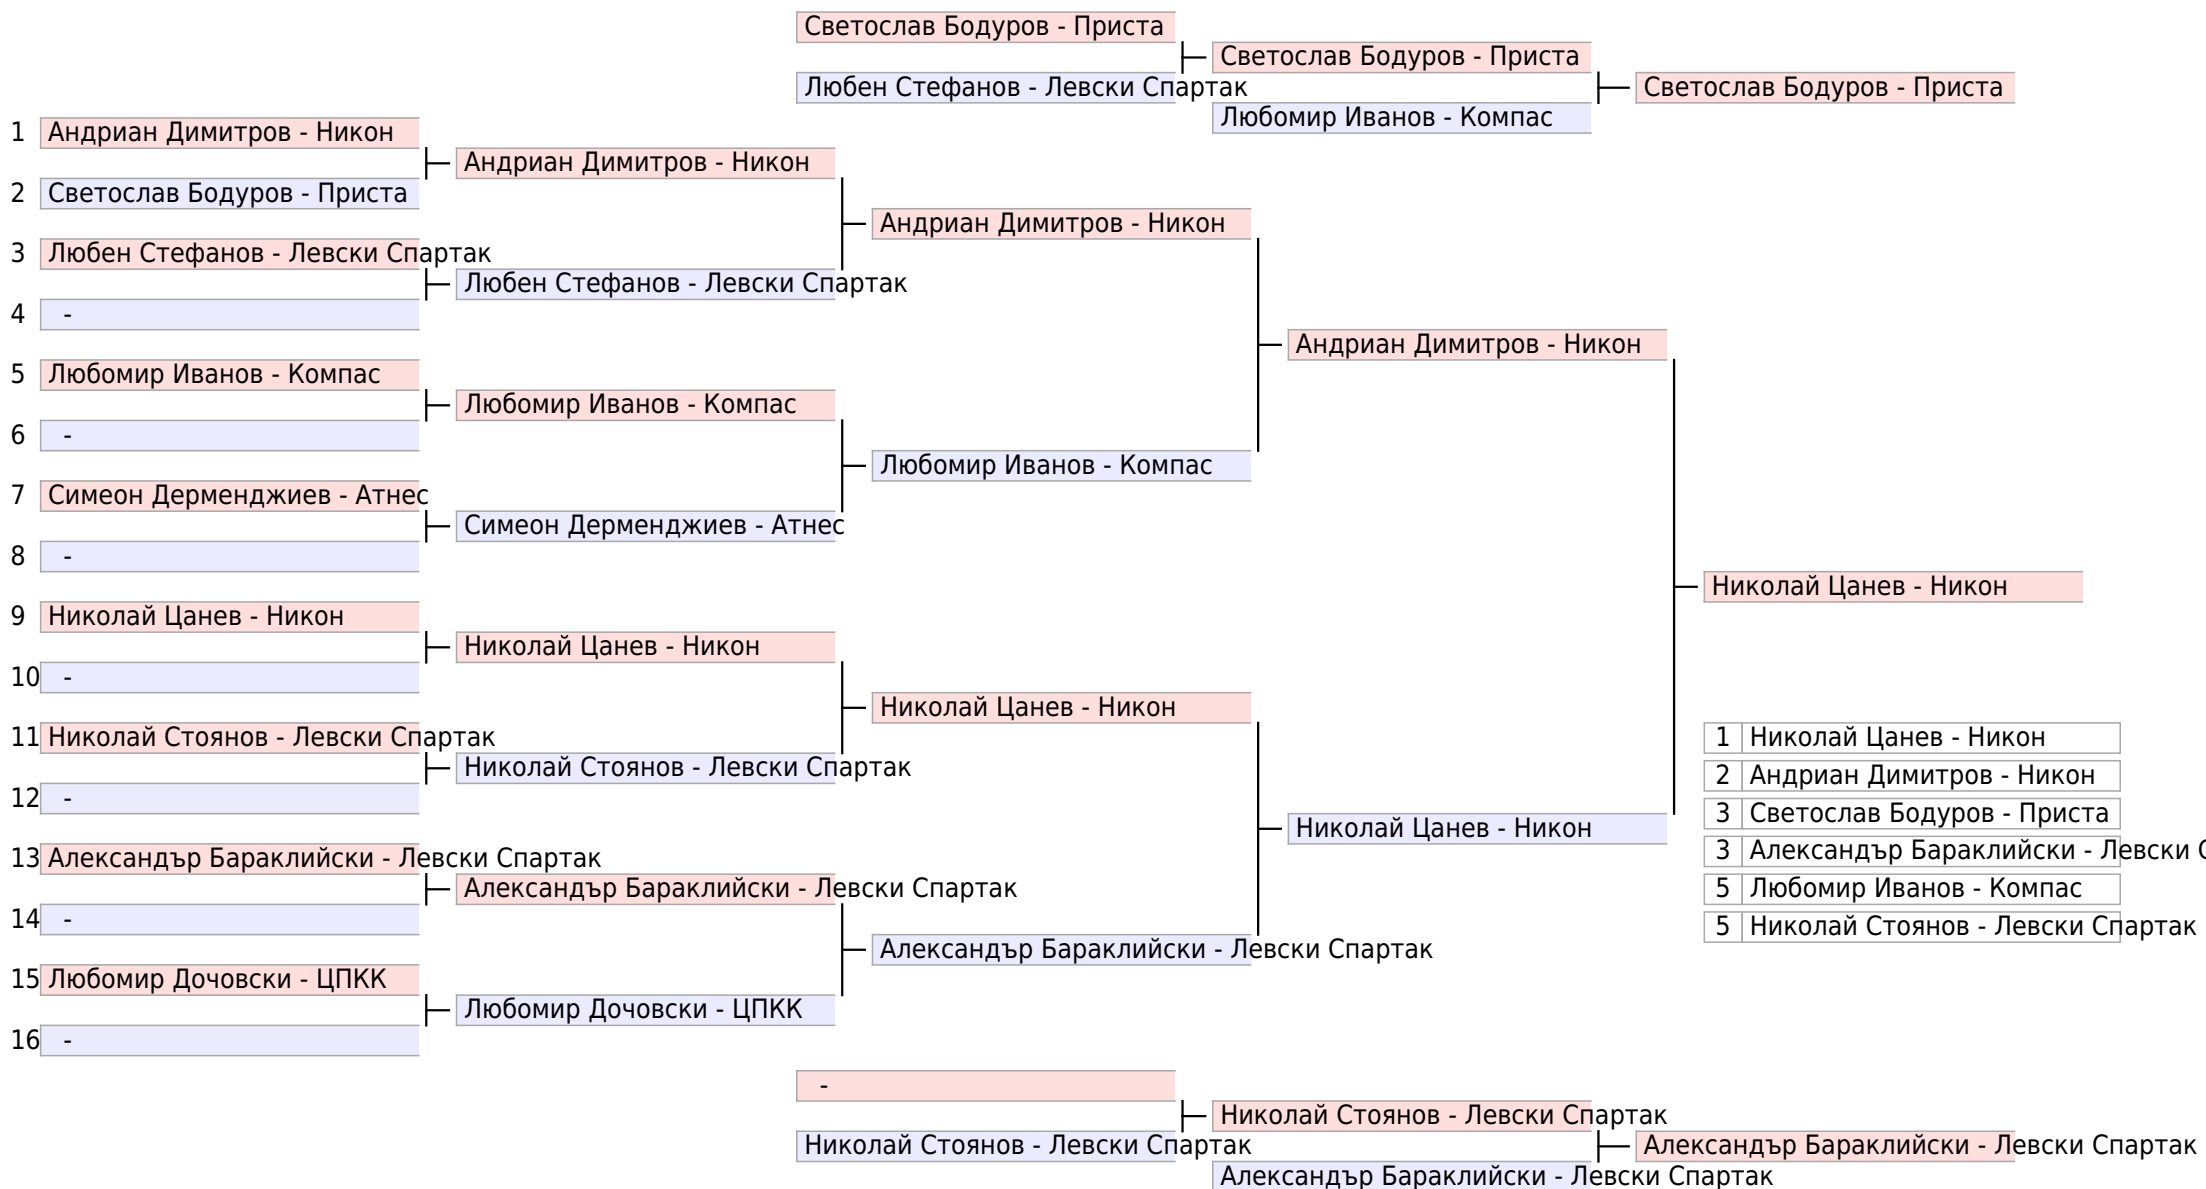 Светослав Бодуров - Приста
Светослав Бодуров - Приста
Любен Стефанов - Левски Спартак
Светослав Бодуров - Приста
Любомир Иванов - Компас
1 Андриан Димитров - Никон
Андриан Димитров - Никон
2 Светослав Бодуров - Приста
Андриан Димитров - Никон
3 Любен Стефанов - Левски Спартак
Любен Стефанов - Левски Спартак
4 -
Андриан Димитров - Никон
5 Любомир Иванов - Компас
Любомир Иванов - Компас
6 -
Любомир Иванов - Компас
7 Симеон Дерменджиев - Атнес
Симеон Дерменджиев - Атнес
8 -
Николай Цанев - Никон
9 Николай Цанев - Никон
Николай Цанев - Никон
10 -
Николай Цанев - Никон
11 Николай Стоянов - Левски Спартак
Николай Стоянов - Левски Спартак
12 -
Николай Цанев - Никон
13 Александър Бараклийски - Левски Спартак
Александър Бараклийски - Левски Спартак
14 -
Александър Бараклийски - Левски Спартак
15 Любомир Дочовски - ЦПКК
Любомир Дочовски - ЦПКК
16 -
1 Николай Цанев - Никон
2 Андриан Димитров - Никон
3 Светослав Бодуров - Приста
3 Александър Бараклийски - Левски
5 Любомир Иванов - Компас
5 Николай Стоянов - Левски Спартак
-
Николай Стоянов - Левски Спартак
Николай Стоянов - Левски Спартак
Александър Бараклийски - Левски Спартак
Александър Бараклийски - Левски Спартак